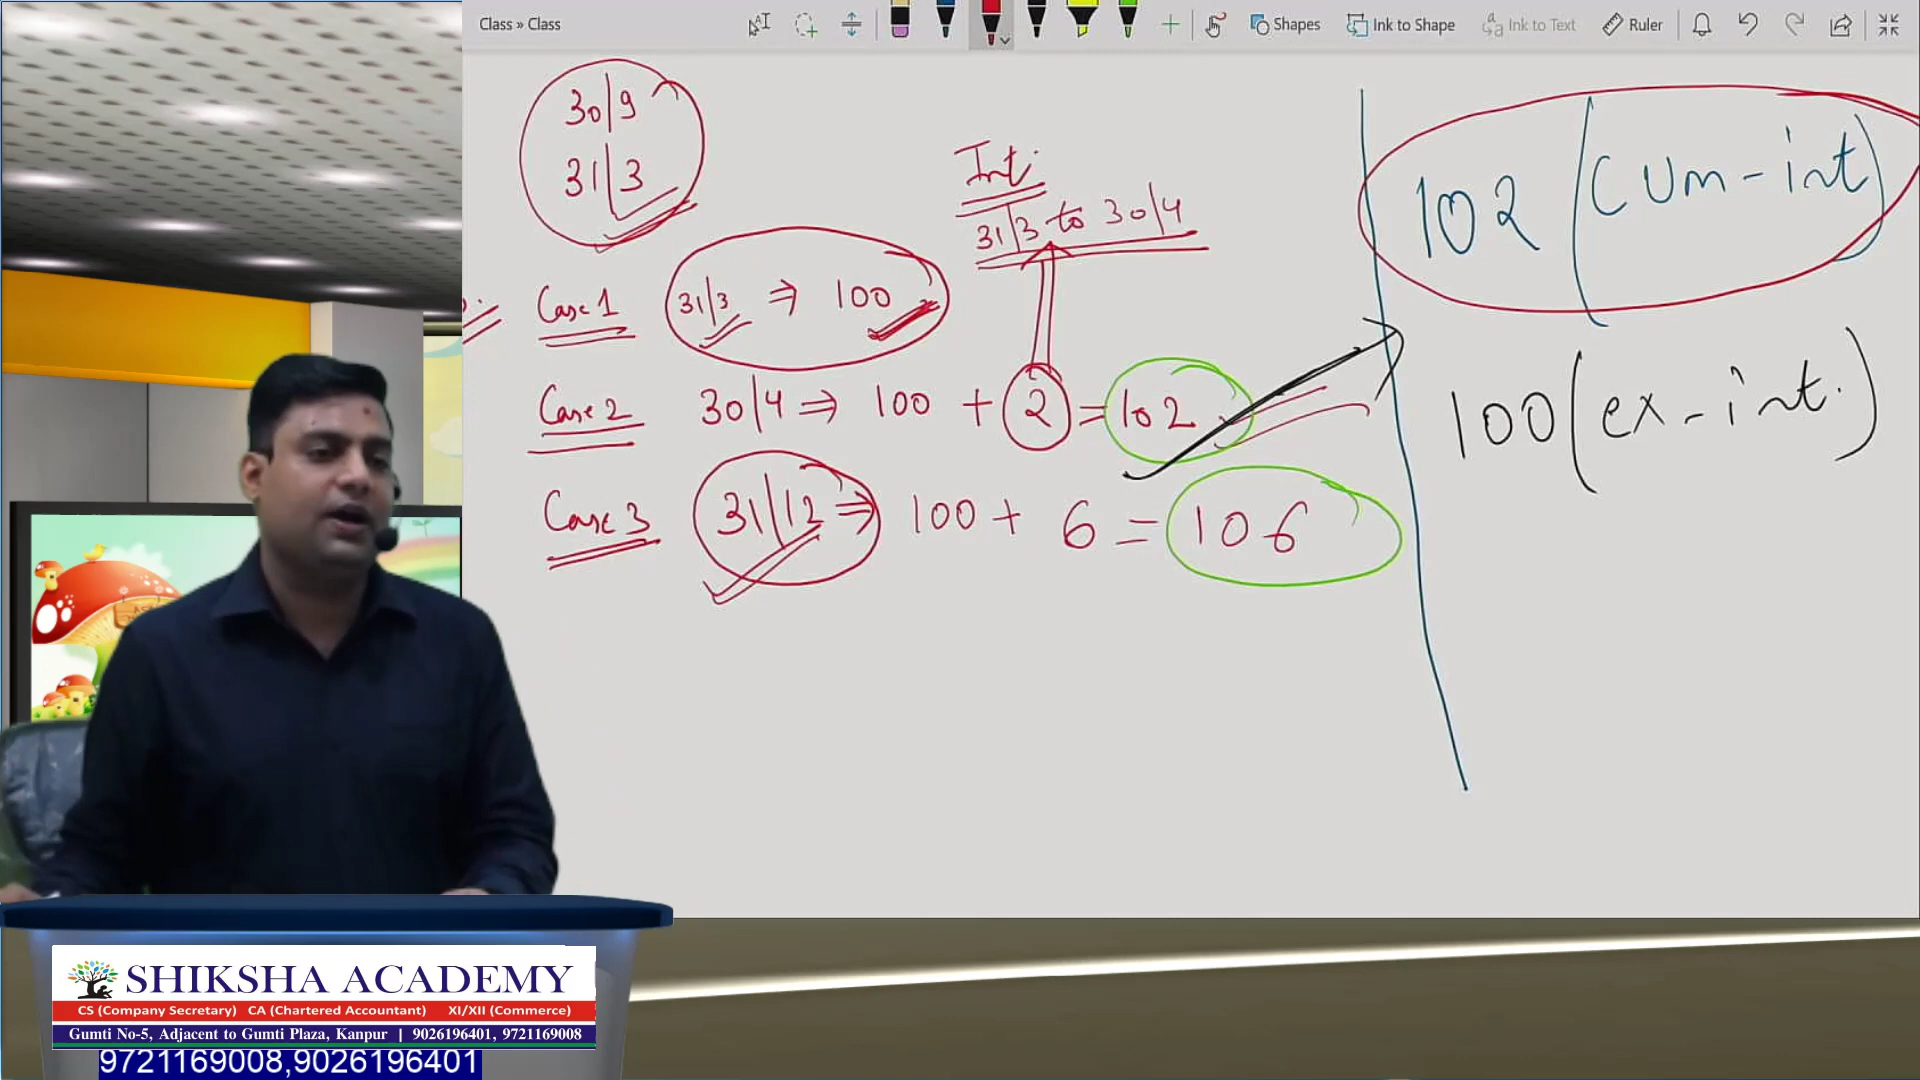 Class » Class
Shapes
Ink to Shape
Ink to Text
Ruler
30/9
31/3
Int.
31/3 to 30/4
Case 1 31/3 ⇒ 100
Case 2 30/4 ⇒ 100 + 2 = 102
Case 3 31/12 ⇒ 100 + 6 = 106
102 (Cum-int)
100 (ex-int.)
SHIKSHA ACADEMY
CS (Company Secretary) CA (Chartered Accountant) XI/XII (Commerce)
Gumti No-5, Adjacent to Gumti Plaza, Kanpur | 9026196401, 9721169008
9721169008,9026196401